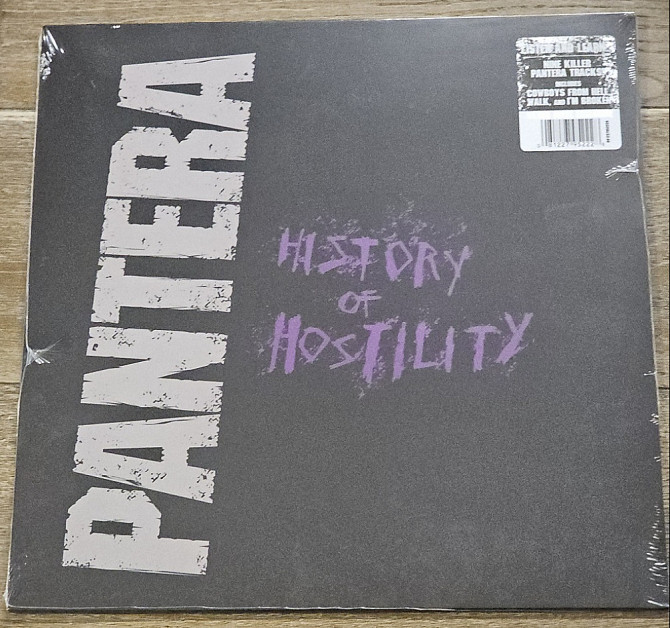 PANTERA
HISTORY
OF
HOSTILITY
LISTEN AND LEARN
NINE KILLER
PANTERA TRACKS
INCLUDES
COWBOYS FROM HELL,
WALK, AND I'M BROKEN